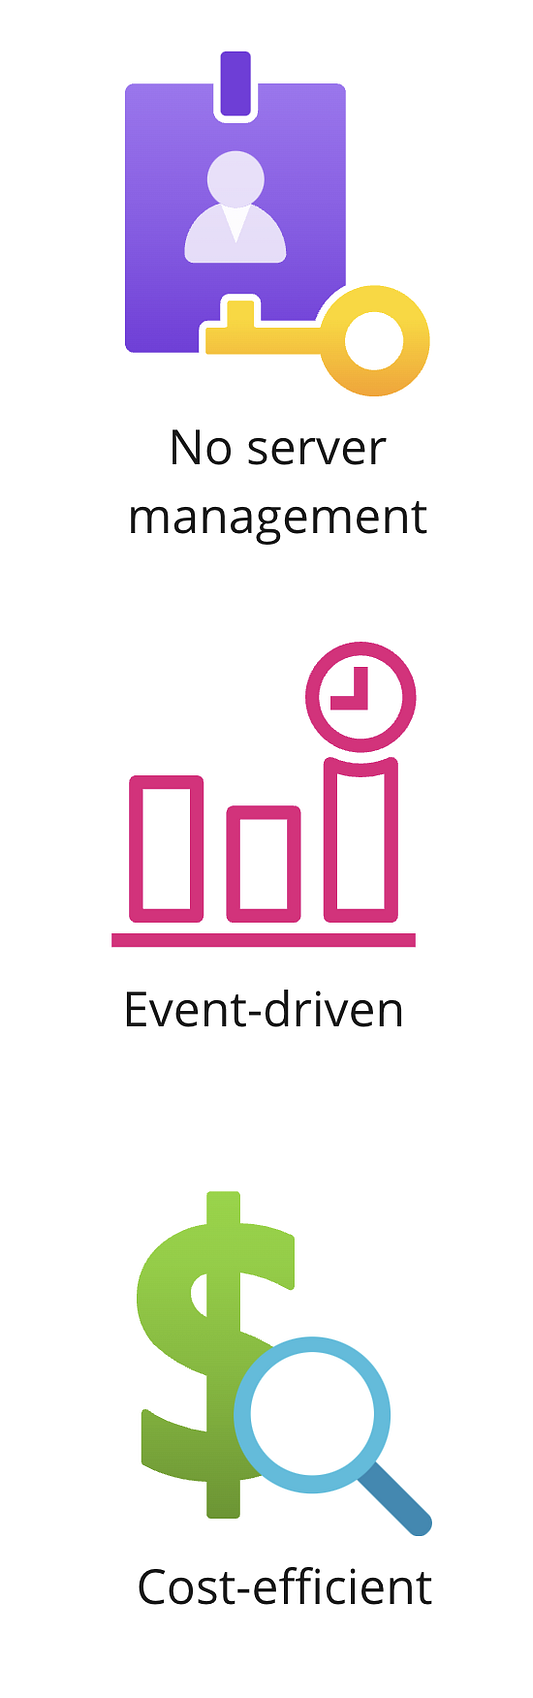 No server
management
Event-driven
Cost-efficient